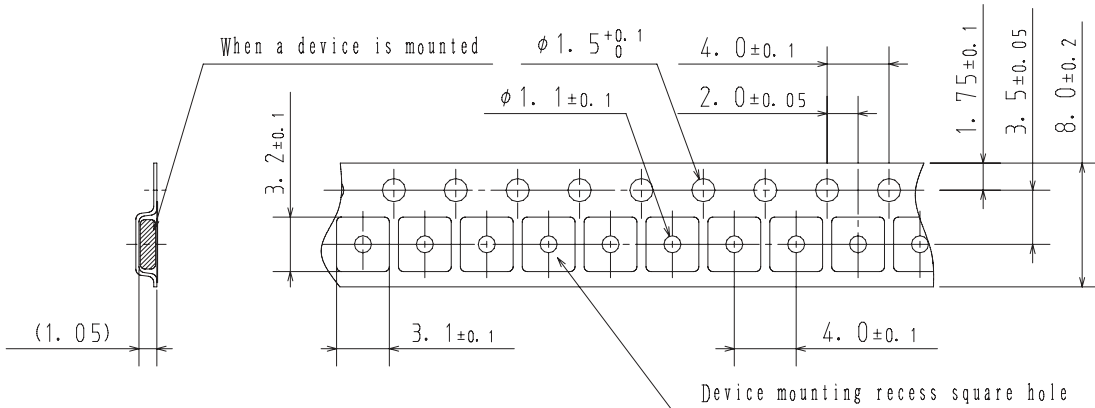 When a device is mounted
φ1.5 +0.1 0
4.0±0.1
φ1.1±0.1
2.0±0.05
1.75±0.1
3.5±0.05
8.0±0.2
3.2±0.1
(1.05)
3.1±0.1
4.0±0.1
Device mounting recess square hole